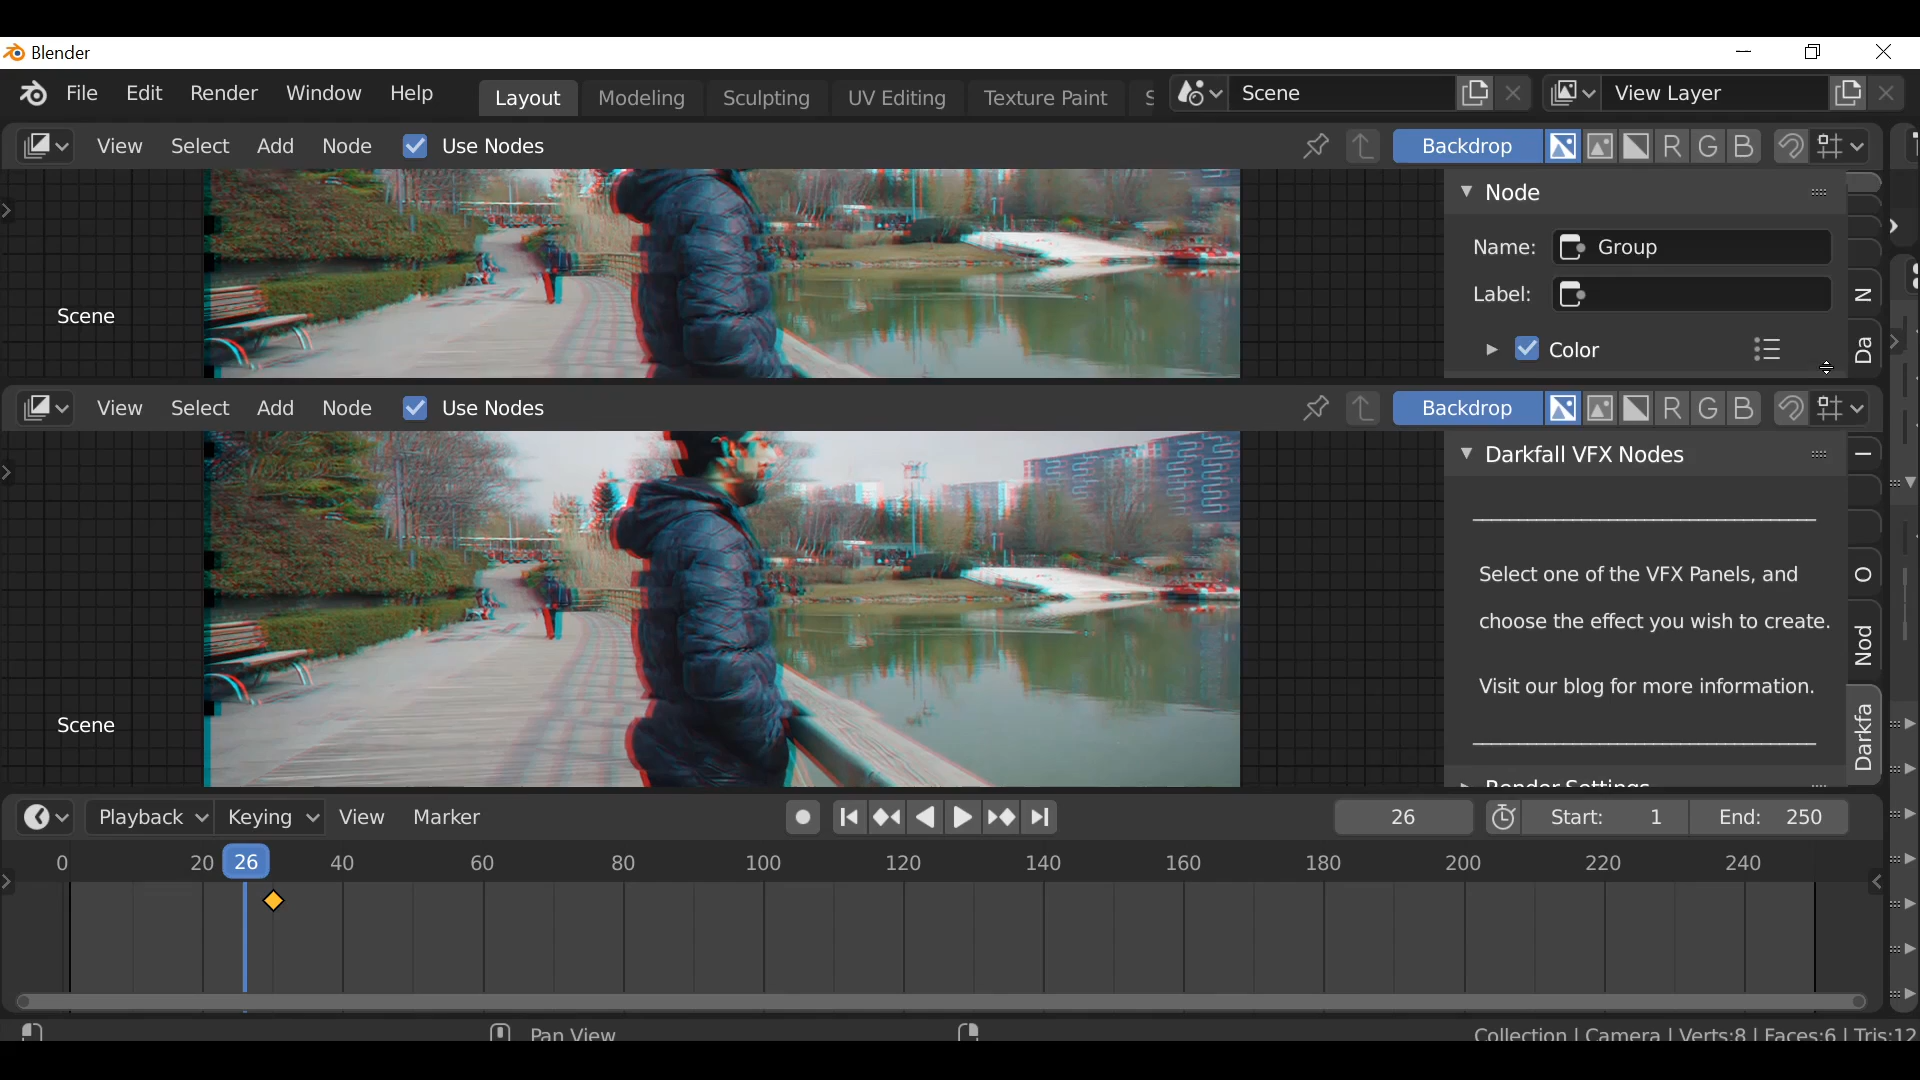 Blender
File Edit Render Window Help Layout Modeling Sculpting UV Editing Texture Paint S Scene View Layer
View Select Add Node Use Nodes Backdrop R G B
Node
Name: Group
Label:
Color
N
Da
Scene
View Select Add Node Use Nodes Backdrop R G B
Darkfall VFX Nodes
Select one of the VFX Panels, and
choose the effect you wish to create.
Visit our blog for more information.
Render Settings
I
O
Nod
Darkfa
Scene
Playback Keying View Marker 26 Start: 1 End: 250
0 20 26 40 60 80 100 120 140 160 180 200 220 240
Pan View Collection | Camera | Verts:8 | Faces:6 | Tris:12